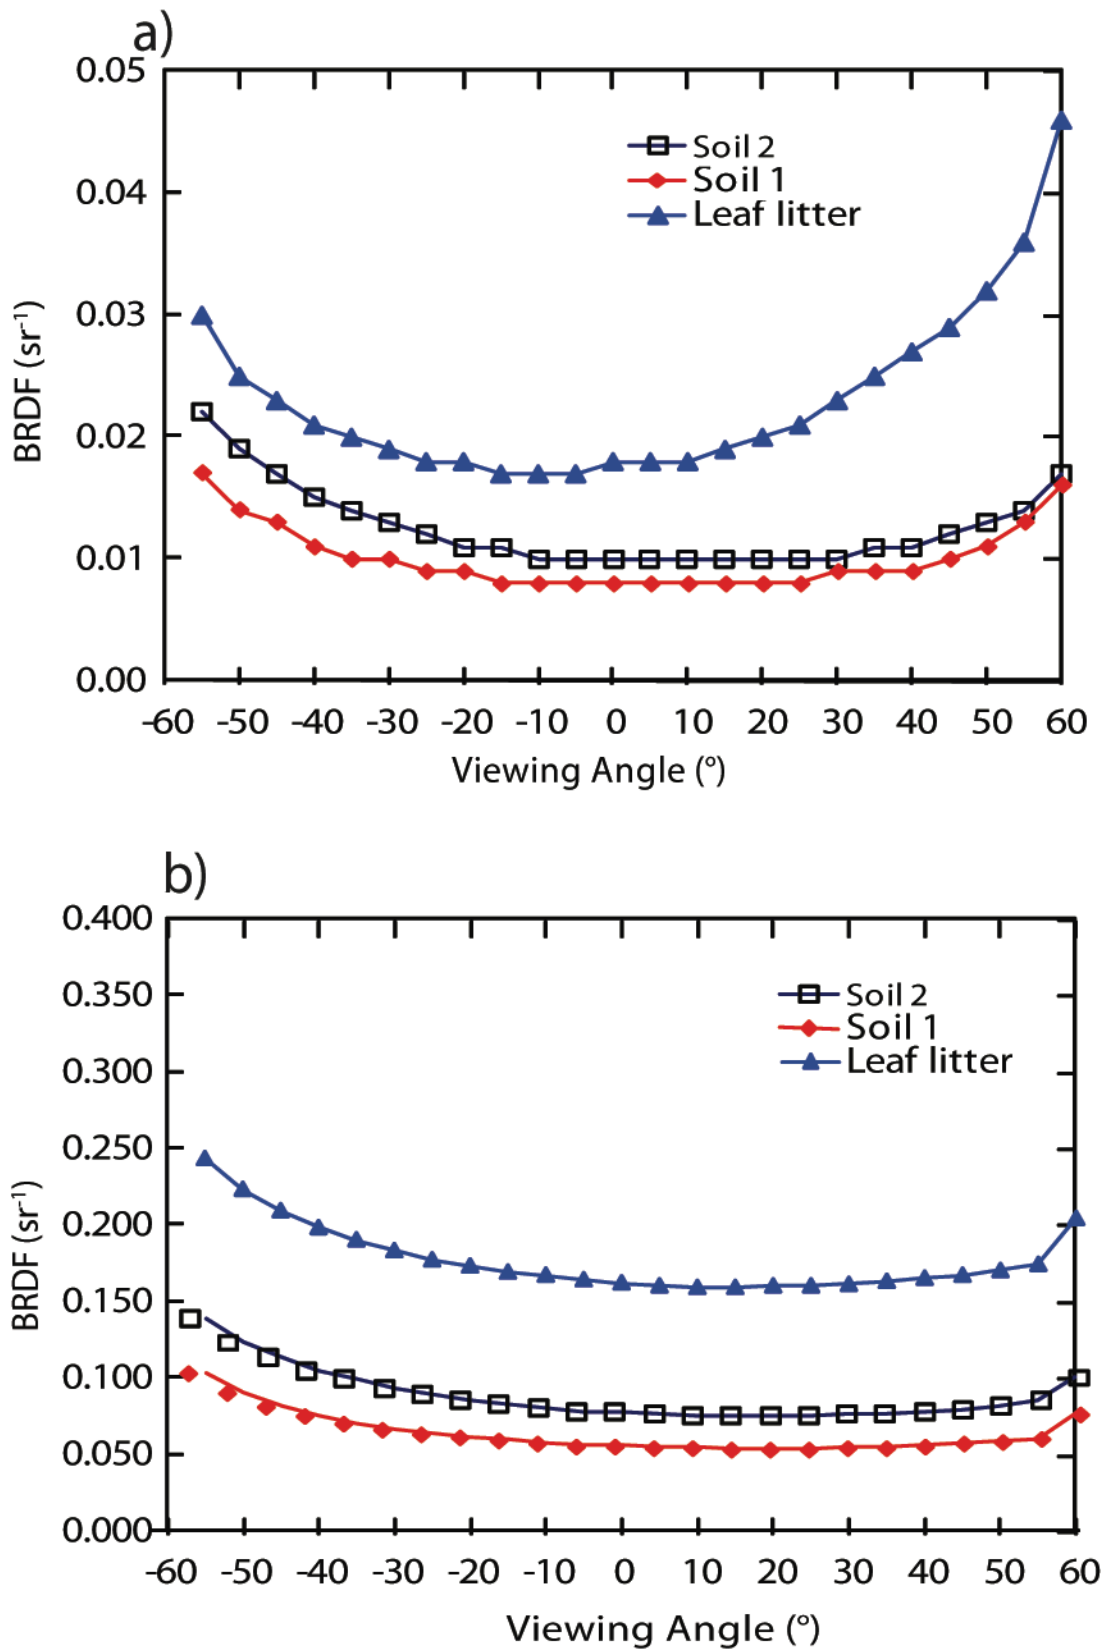 a)
0.05
0.04
0.03
0.02
0.01
0.00
BRDF (sr-1)
Soil 2
Soil 1
Leaf litter
-60 -50 -40 -30 -20 -10 0 10 20 30 40 50 60
Viewing Angle (°)
b)
0.400
0.350
0.300
0.250
0.200
0.150
0.100
0.050
0.000
BRDF (sr-1)
Soil 2
Soil 1
Leaf litter
-60 -50 -40 -30 -20 -10 0 10 20 30 40 50 60
Viewing Angle (°)